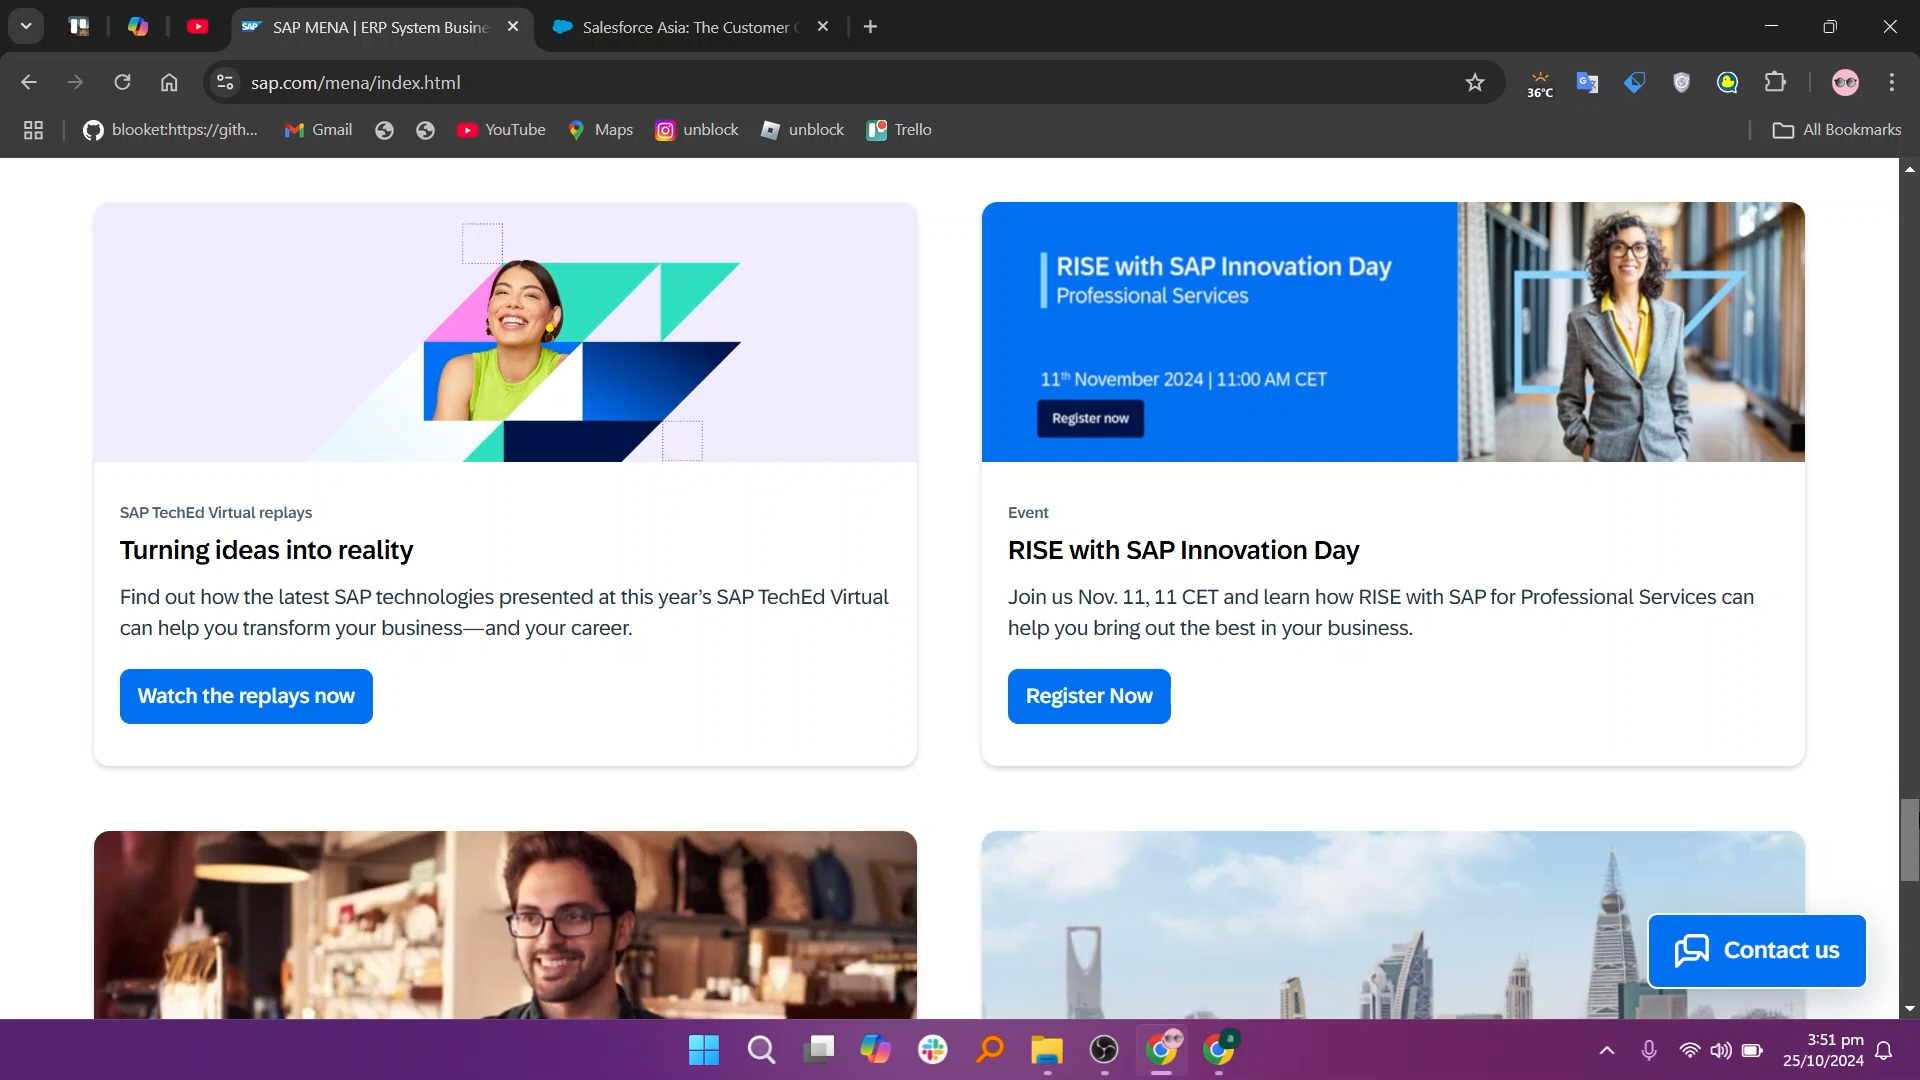 SAP MENA | ERP System Busine
Salesforce Asia: The Customer
sap.com/mena/index.html
36°C
blooket:https://gith...
Gmail
YouTube
Maps
unblock
unblock
Trello
All Bookmarks
RISE with SAP Innovation Day
Professional Services
11th November 2024 | 11:00 AM CET
Register now
SAP TechEd Virtual replays
Turning ideas into reality
Find out how the latest SAP technologies presented at this year’s SAP TechEd Virtual
can help you transform your business—and your career.
Watch the replays now
Event
RISE with SAP Innovation Day
Join us Nov. 11, 11 CET and learn how RISE with SAP for Professional Services can
help you bring out the best in your business.
Register Now
Contact us
3:51 pm
25/10/2024